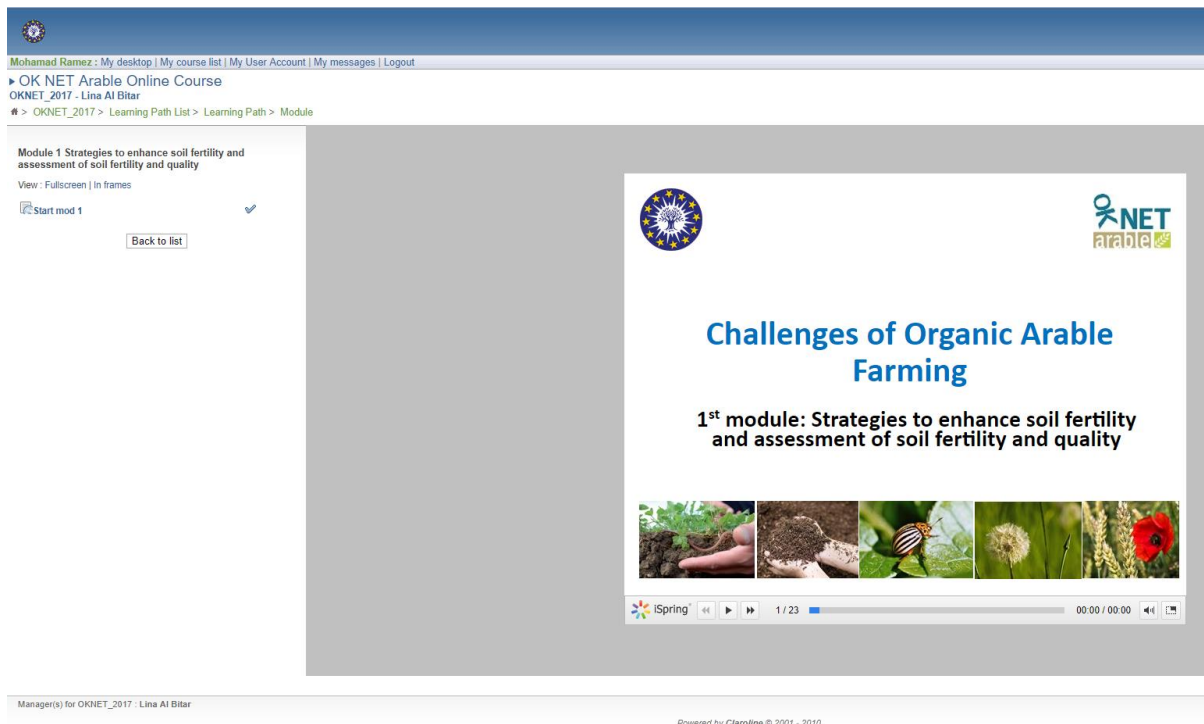 Mohamad Ramez : My desktop | My course list | My User Account | My messages | Logout
OK NET Arable Online Course
OKNET_2017 - Lina Al Bitar
> OKNET_2017 > Learning Path List > Learning Path > Module
Module 1 Strategies to enhance soil fertility and
assessment of soil fertility and quality
View : Fullscreen | In frames
Start mod 1
Back to list
OK NET
arable
Challenges of Organic Arable
Farming
1st module: Strategies to enhance soil fertility
and assessment of soil fertility and quality
iSpring 1 / 23 00:00 / 00:00
Manager(s) for OKNET_2017 : Lina Al Bitar
Powered by Claroline © 2001 - 2010